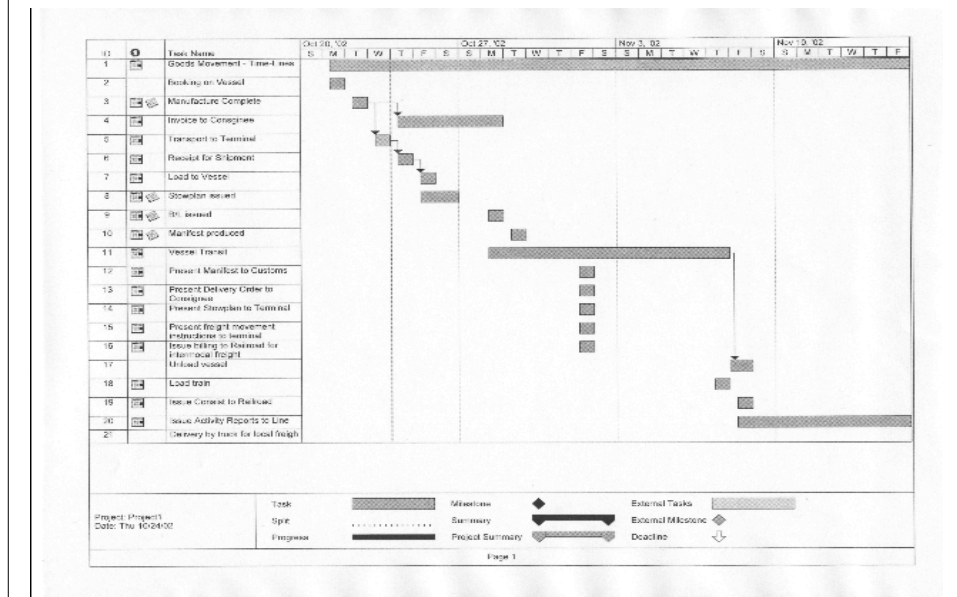 Oct 20, '02 Oct 27, '02 Nov 3, '02 Nov 10, '02
ID Task Name S M T W T F S S M T W T F S S M T W T F S S M T W T F
1 Goods Movement - Time-Lines
2 Booking on Vessel
3 Manufacture Complete
4 Invoice to Consignee
5 Transport to Terminal
6 Receipt for Shipment
7 Load to Vessel
8 Stowplan issued
9 B/L issued
10 Manifest produced
11 Vessel Transit
12 Present Manifest to Customs
13 Present Delivery Order to
Consignee
14 Present Stowplan to Terminal
15 Present freight movement
instructions to terminal
16 Issue billing to Railroad for
intermodal freight
17 Unload vessel
18 Load train
19 Issue Consist to Railroad
20 Issue Activity Reports to Line
21 Delivery by truck for local freigh
Project: Project1
Date: Thu 10/24/02
Task Milestone External Tasks
Split Summary External Milestone
Progress Project Summary Deadline
Page 1